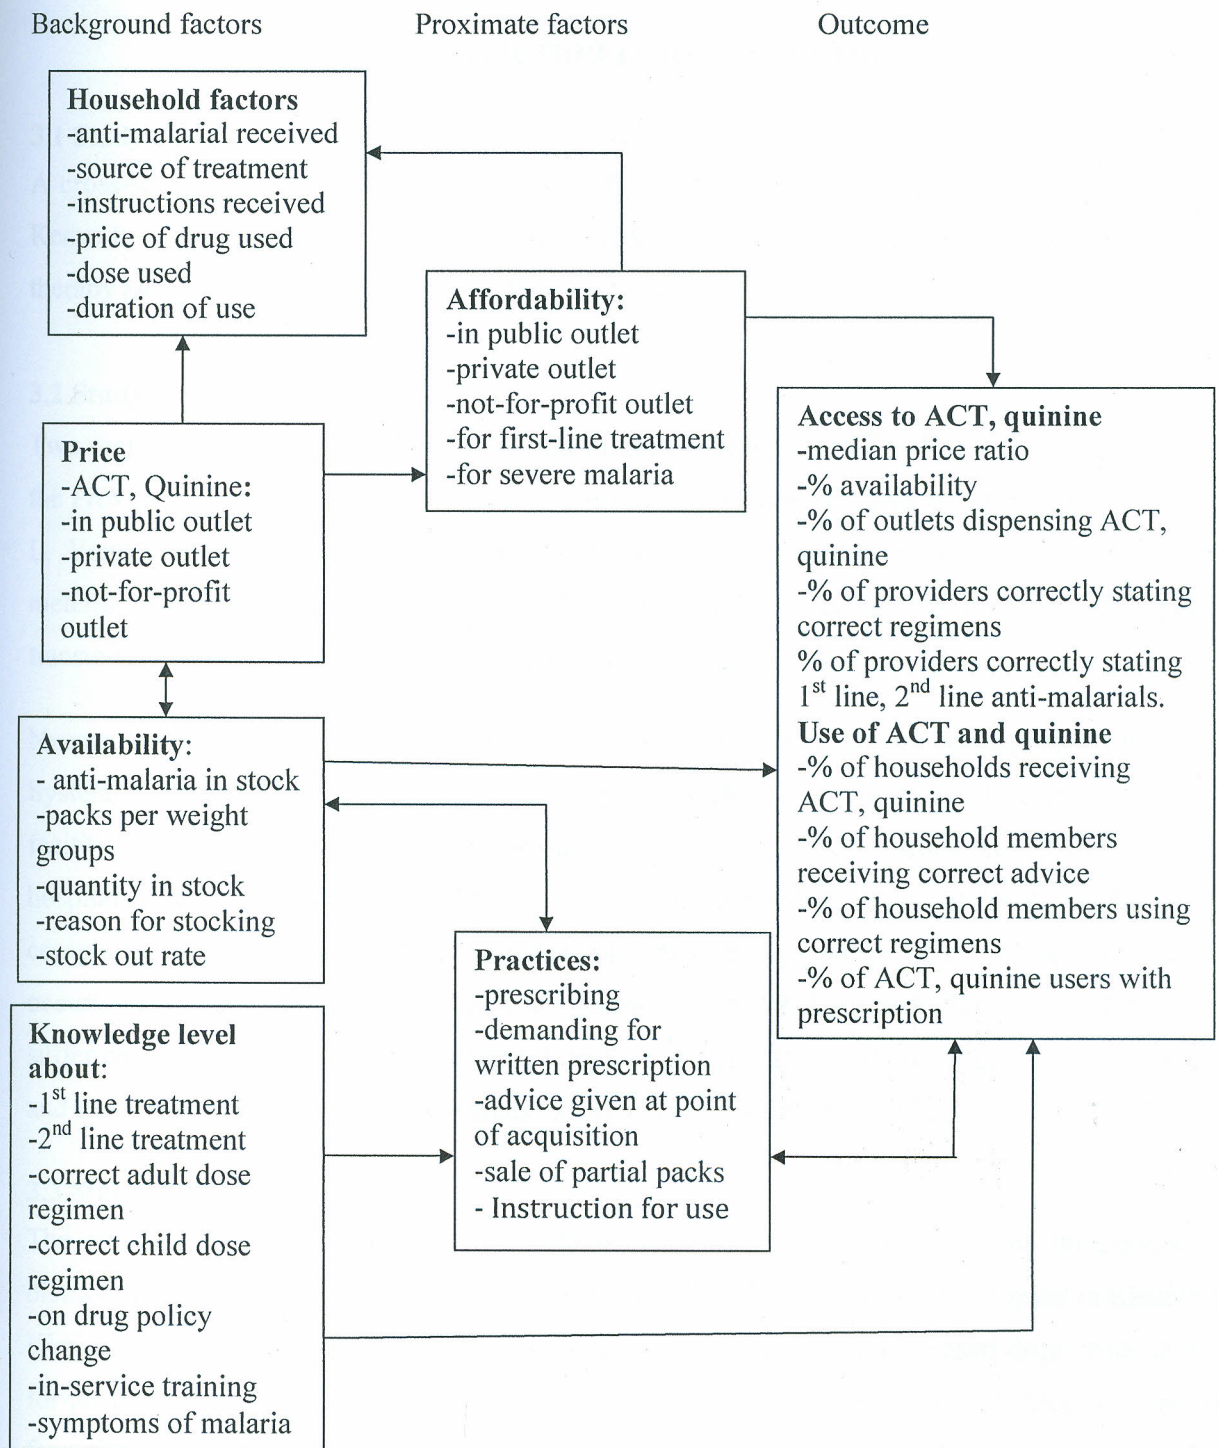 Background factors
Proximate factors
Outcome
Household factors
-anti-malarial received
-source of treatment
-instructions received
-price of drug used
-dose used
-duration of use
Price
-ACT, Quinine:
-in public outlet
-private outlet
-not-for-profit
outlet
Availability:
- anti-malaria in stock
-packs per weight
groups
-quantity in stock
-reason for stocking
-stock out rate
Knowledge level
about:
-1st line treatment
-2nd line treatment
-correct adult dose
regimen
-correct child dose
regimen
-on drug policy
change
-in-service training
-symptoms of malaria
Affordability:
-in public outlet
-private outlet
-not-for-profit outlet
-for first-line treatment
-for severe malaria
Practices:
-prescribing
-demanding for
written prescription
-advice given at point
of acquisition
-sale of partial packs
- Instruction for use
Access to ACT, quinine
-median price ratio
-% availability
-% of outlets dispensing ACT,
quinine
-% of providers correctly stating
correct regimens
% of providers correctly stating
1st line, 2nd line anti-malarials.
Use of ACT and quinine
-% of households receiving
ACT, quinine
-% of household members
receiving correct advice
-% of household members using
correct regimens
-% of ACT, quinine users with
prescription